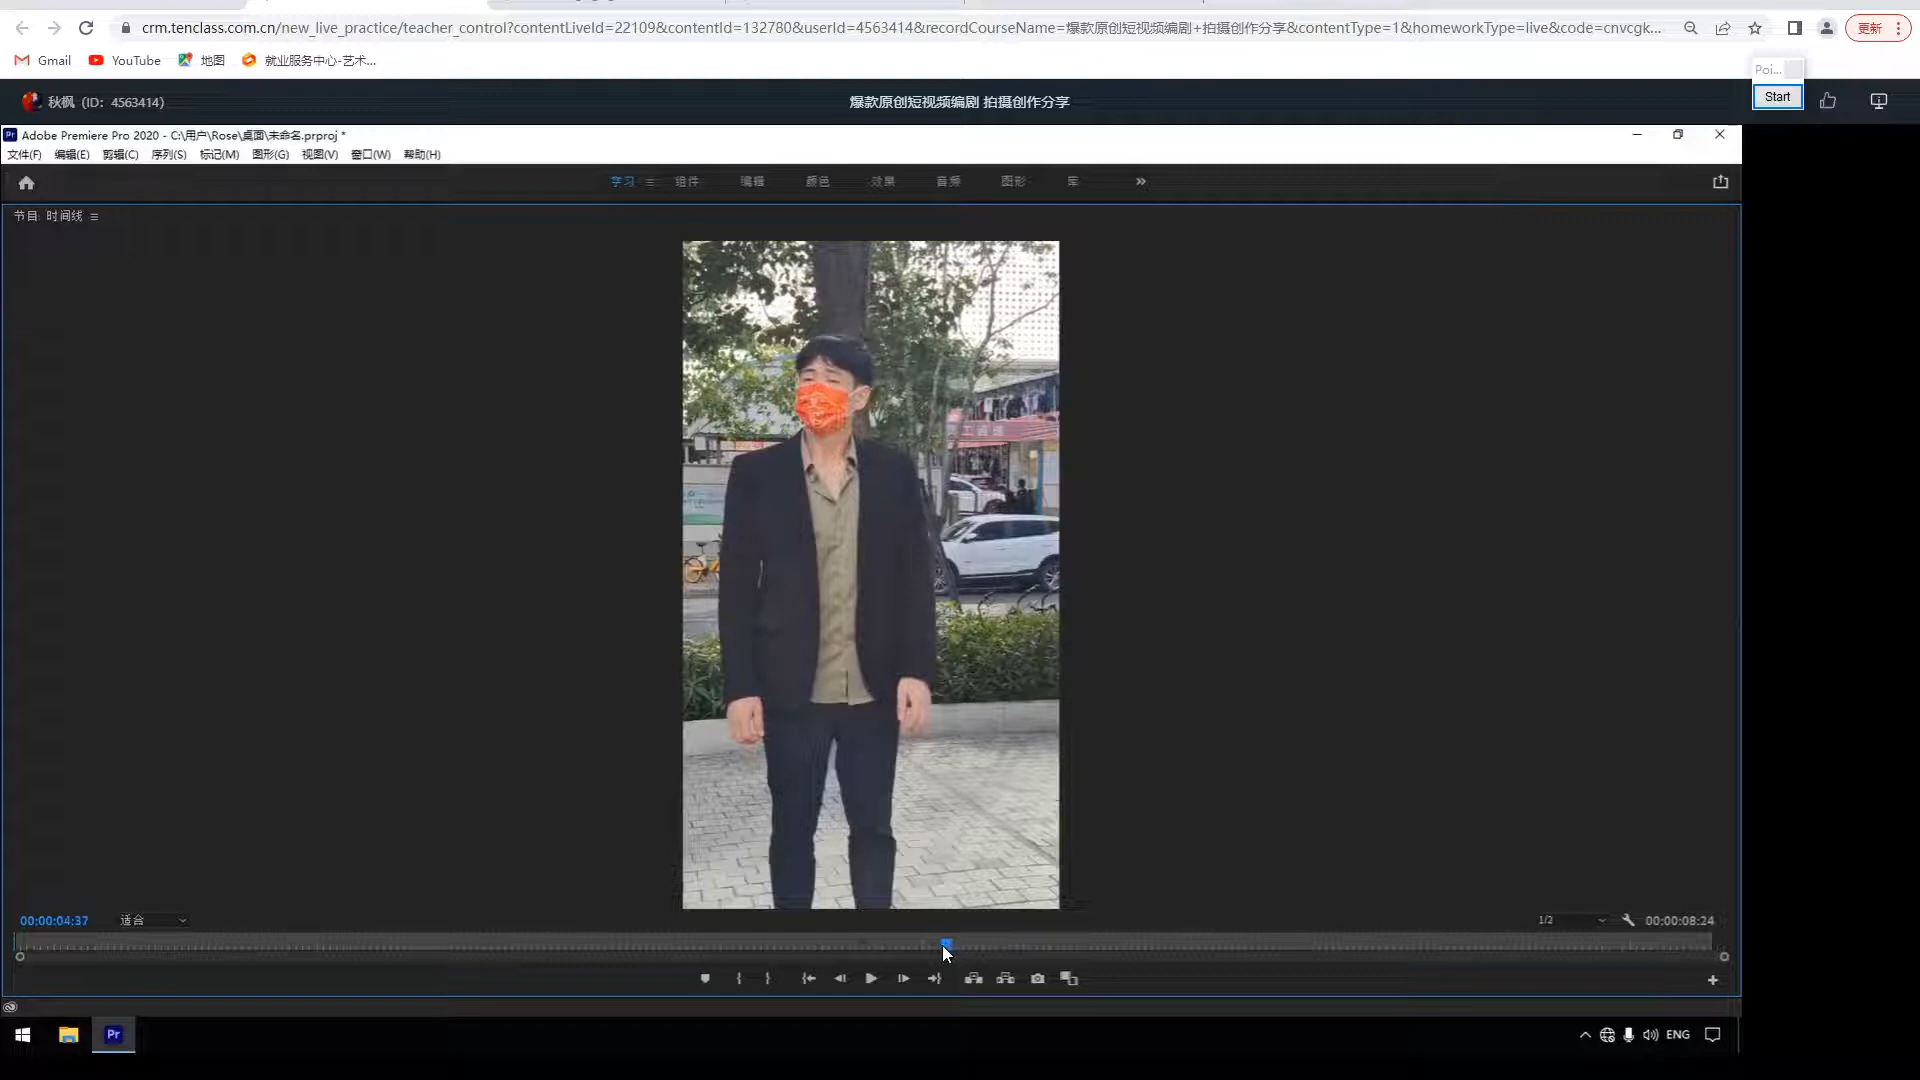 crm.tenclass.com.cn/new_live_practice/teacher_control?contentLiveId=22109&contentId=132780&userId=4563414&recordCourseName=爆款原创短视频编剧+拍摄创作分享&contentType=1&homeworkType=live&code=cnvcgk...
更新
Gmail YouTube 地图 就业服务中心-艺术...
Poi...
Start
秋枫 (ID: 4563414)
爆款原创短视频编剧 拍摄创作分享
Pr Adobe Premiere Pro 2020 - C:\用户\Rose\桌面\未命名.prproj *
文件(F) 编辑(E) 剪辑(C) 序列(S) 标记(M) 图形(G) 视图(V) 窗口(W) 帮助(H)
学习 组件 编辑 颜色 效果 音频 图形 库
节目: 时间线
00:00:04:37 适合 1/2 00:00:08:24
Pr
ENG